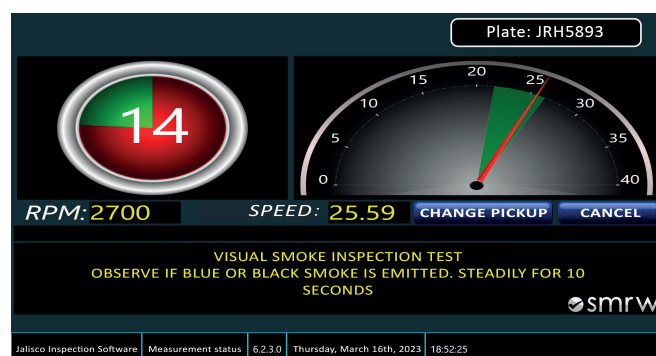 Plate: JRH5893
14
0
5
10
15
20
25
30
35
40
RPM: 2700
SPEED: 25.59
CHANGE PICKUP
CANCEL
VISUAL SMOKE INSPECTION TEST
OBSERVE IF BLUE OR BLACK SMOKE IS EMITTED. STEADILY FOR 10
SECONDS
smrw
Jalisco Inspection Software Measurement status 6.2.3.0 Thursday, March 16th, 2023 18:52:25